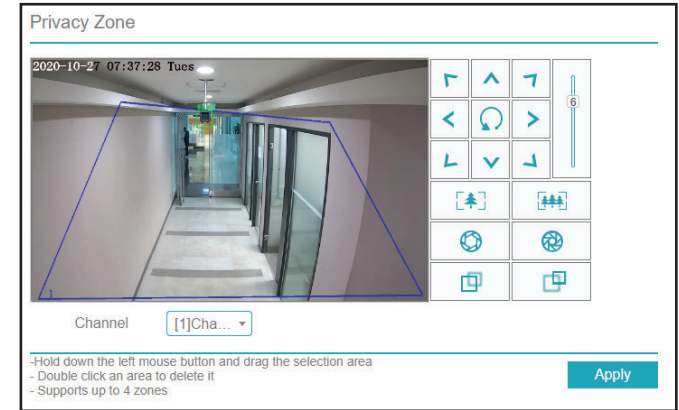 Privacy Zone
2020-10-27 07:37:28 Tues
6
1
Channel
[1]Cha...
-Hold down the left mouse button and drag the selection area
- Double click an area to delete it
- Supports up to 4 zones
Apply